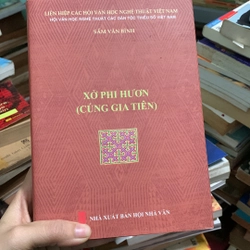 LIÊN HIỆP CÁC HỘI VĂN HỌC NGHỆ THUẬT VIỆT NAM
HỘI VĂN HỌC NGHỆ THUẬT CÁC DÂN TỘC THIỂU SỐ VIỆT NAM
SẦM VĂN BÌNH
XỞ PHI HƯƠN
(CÚNG GIA TIÊN)
NHÀ XUẤT BẢN HỘI NHÀ VĂN